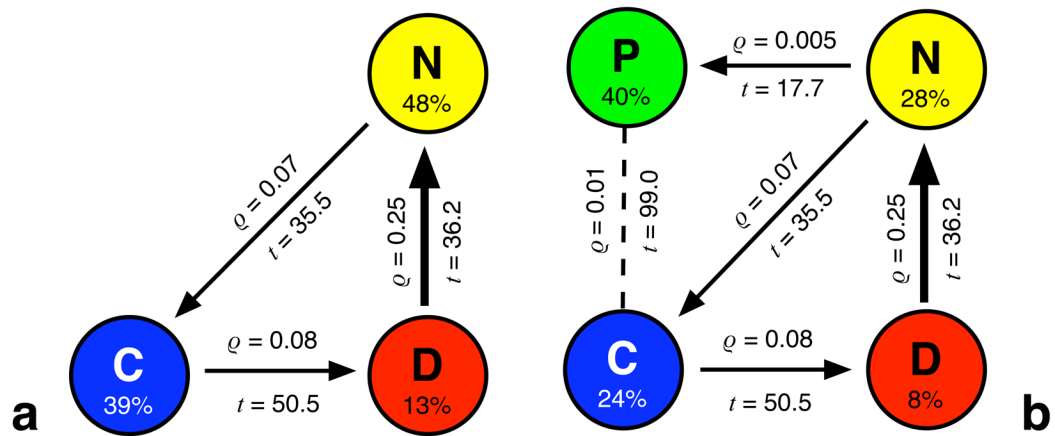 N
48%
ϱ = 0.07
t = 35.5
ϱ = 0.25
t = 36.2
C
39%
ϱ = 0.08
t = 50.5
D
13%
a
P
40%
ϱ = 0.005
t = 17.7
N
28%
ϱ = 0.01
t = 99.0
ϱ = 0.07
t = 35.5
ϱ = 0.25
t = 36.2
C
24%
ϱ = 0.08
t = 50.5
D
8%
b